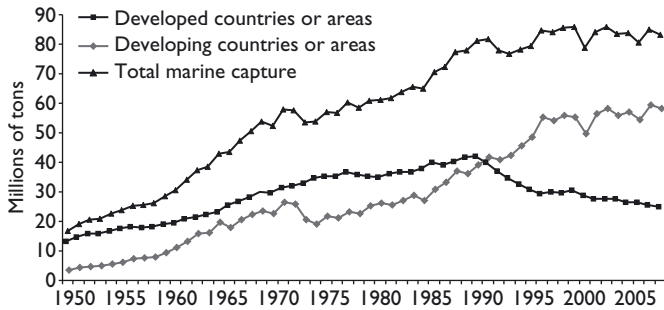 90
80
70
60
50
40
30
20
10
0
Millions of tons
Developed countries or areas
Developing countries or areas
Total marine capture
1950 1955 1960 1965 1970 1975 1980 1985 1990 1995 2000 2005